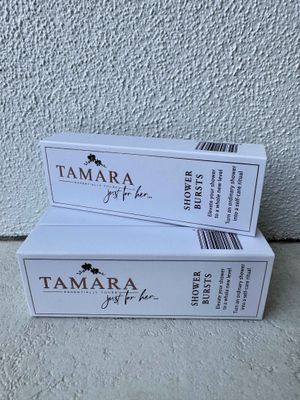 TAMARA
ESSENTIALLY YOURS
just for her...
SHOWER
BURSTS
Elevate your shower
to a whole new level
Turn an ordinary shower
into a self-care ritual
TAMARA
ESSENTIALLY YOURS
just for her...
SHOWER
BURSTS
Elevate your shower
to a whole new level
Turn an ordinary shower
into a self-care ritual